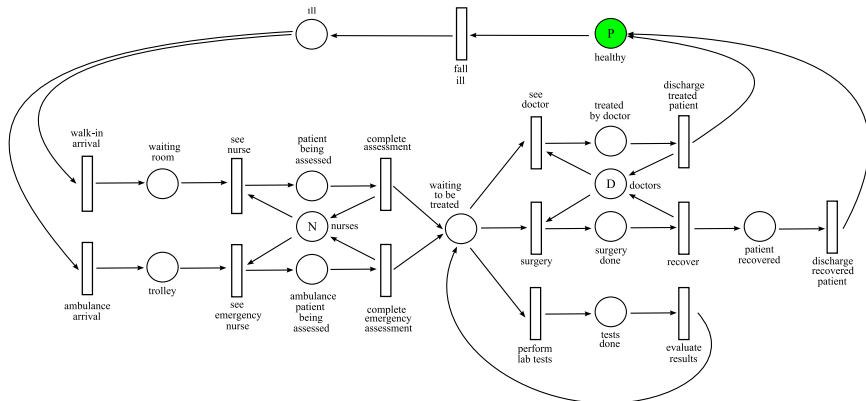 ill
P
healthy
fall
ill
walk-in
arrival
waiting
room
see
nurse
patient
being
assessed
complete
assessment
waiting
to be
treated
see
doctor
treated
by doctor
discharge
treated
patient
N
nurses
D
doctors
ambulance
arrival
trolley
see
emergency
nurse
ambulance
patient
being
assessed
complete
emergency
assessment
surgery
surgery
done
recover
patient
recovered
discharge
recovered
patient
perform
lab tests
tests
done
evaluate
results